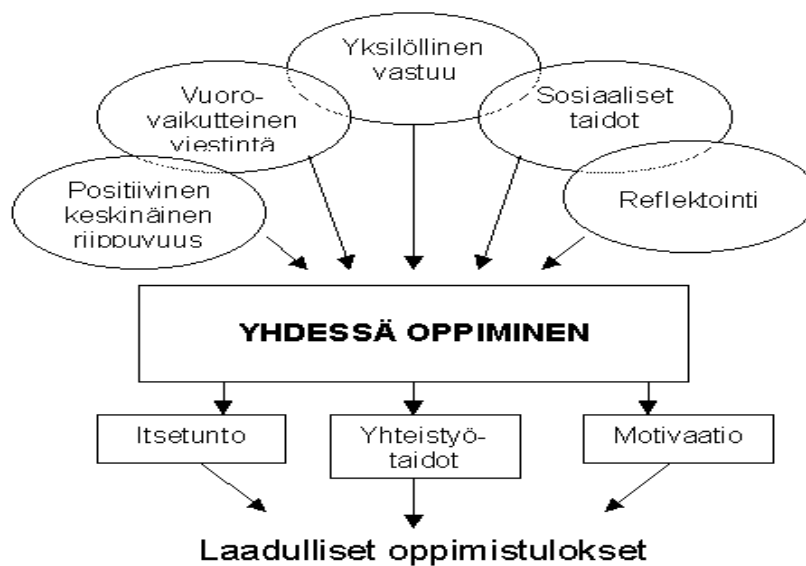 Yksilöllinen
vastuu
Vuoro-
vaikutteinen
viestintä
Sosiaaliset
taidot
Positiivinen
keskinäinen
riippuvuus
Reflektointi
YHDESSÄ OPPIMINEN
Itsetunto
Yhteistyö-
taidot
Motivaatio
Laadulliset oppimistulokset